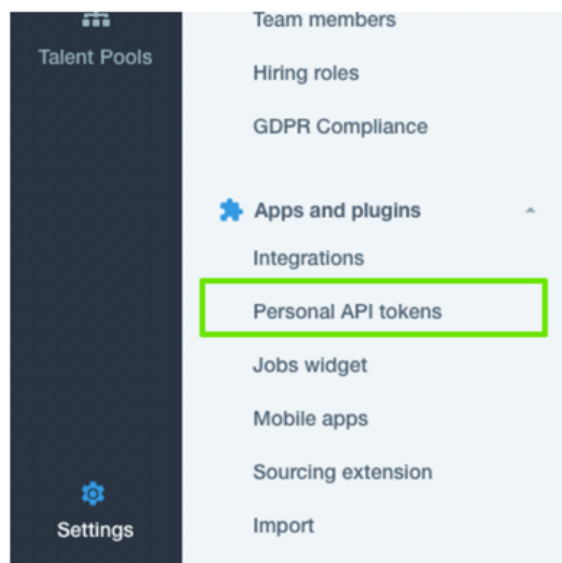 Talent Pools
Settings
Team members
Hiring roles
GDPR Compliance
Apps and plugins
Integrations
Personal API tokens
Jobs widget
Mobile apps
Sourcing extension
Import